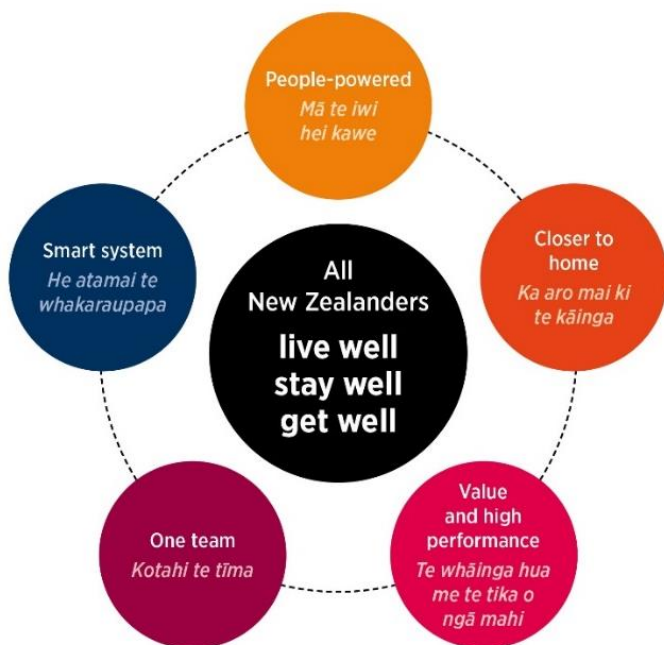 People-powered
Mā te iwi
hei kawe
Closer to
home
Ka aro mai ki
te kāinga
Value
and high
performance
Te whāinga hua
me te tika o
ngā mahi
One team
Kotahi te tīma
Smart system
He atamai te
whakaraupapa
All
New Zealanders
live well
stay well
get well